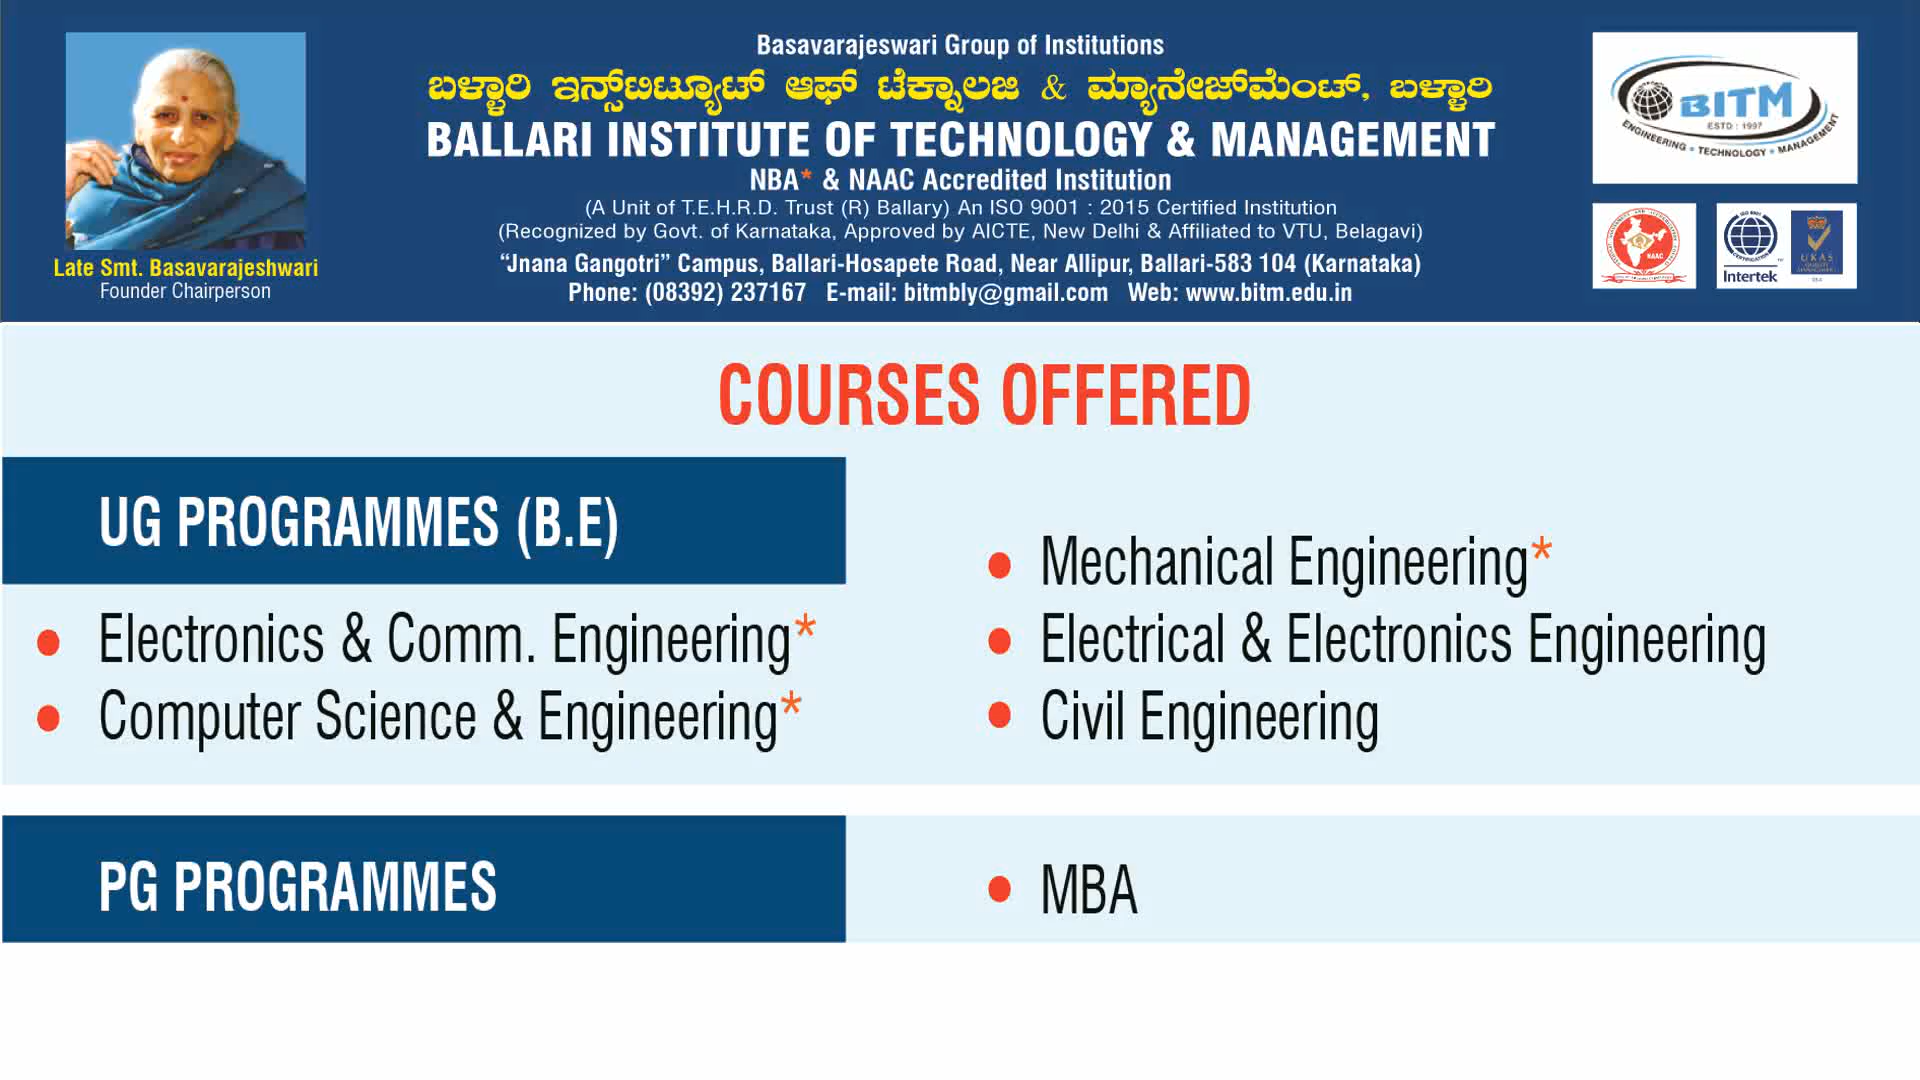 Basavarajeswari Group of Institutions
ಬಳ್ಳಾರಿ ಇನ್ಸ್‌ಟಿಟ್ಯೂಟ್ ಆಫ್ ಟೆಕ್ನಾಲಜಿ & ಮ್ಯಾನೇಜ್‌ಮೆಂಟ್, ಬಳ್ಳಾರಿ
BALLARI INSTITUTE OF TECHNOLOGY & MANAGEMENT
NBA* & NAAC Accredited Institution
(A Unit of T.E.H.R.D. Trust (R) Ballary) An ISO 9001 : 2015 Certified Institution
(Recognized by Govt. of Karnataka, Approved by AICTE, New Delhi & Affiliated to VTU, Belagavi)
“Jnana Gangotri” Campus, Ballari-Hosapete Road, Near Allipur, Ballari-583 104 (Karnataka)
Phone: (08392) 237167 E-mail: bitmbly@gmail.com Web: www.bitm.edu.in
Late Smt. Basavarajeshwari
Founder Chairperson
BITM
ESTD : 1997
ENGINEERING • TECHNOLOGY • MANAGEMENT
NAAC
Intertek
UKAS
COURSES OFFERED
UG PROGRAMMES (B.E)
• Electronics & Comm. Engineering*
• Computer Science & Engineering*
• Mechanical Engineering*
• Electrical & Electronics Engineering
• Civil Engineering
PG PROGRAMMES
• MBA